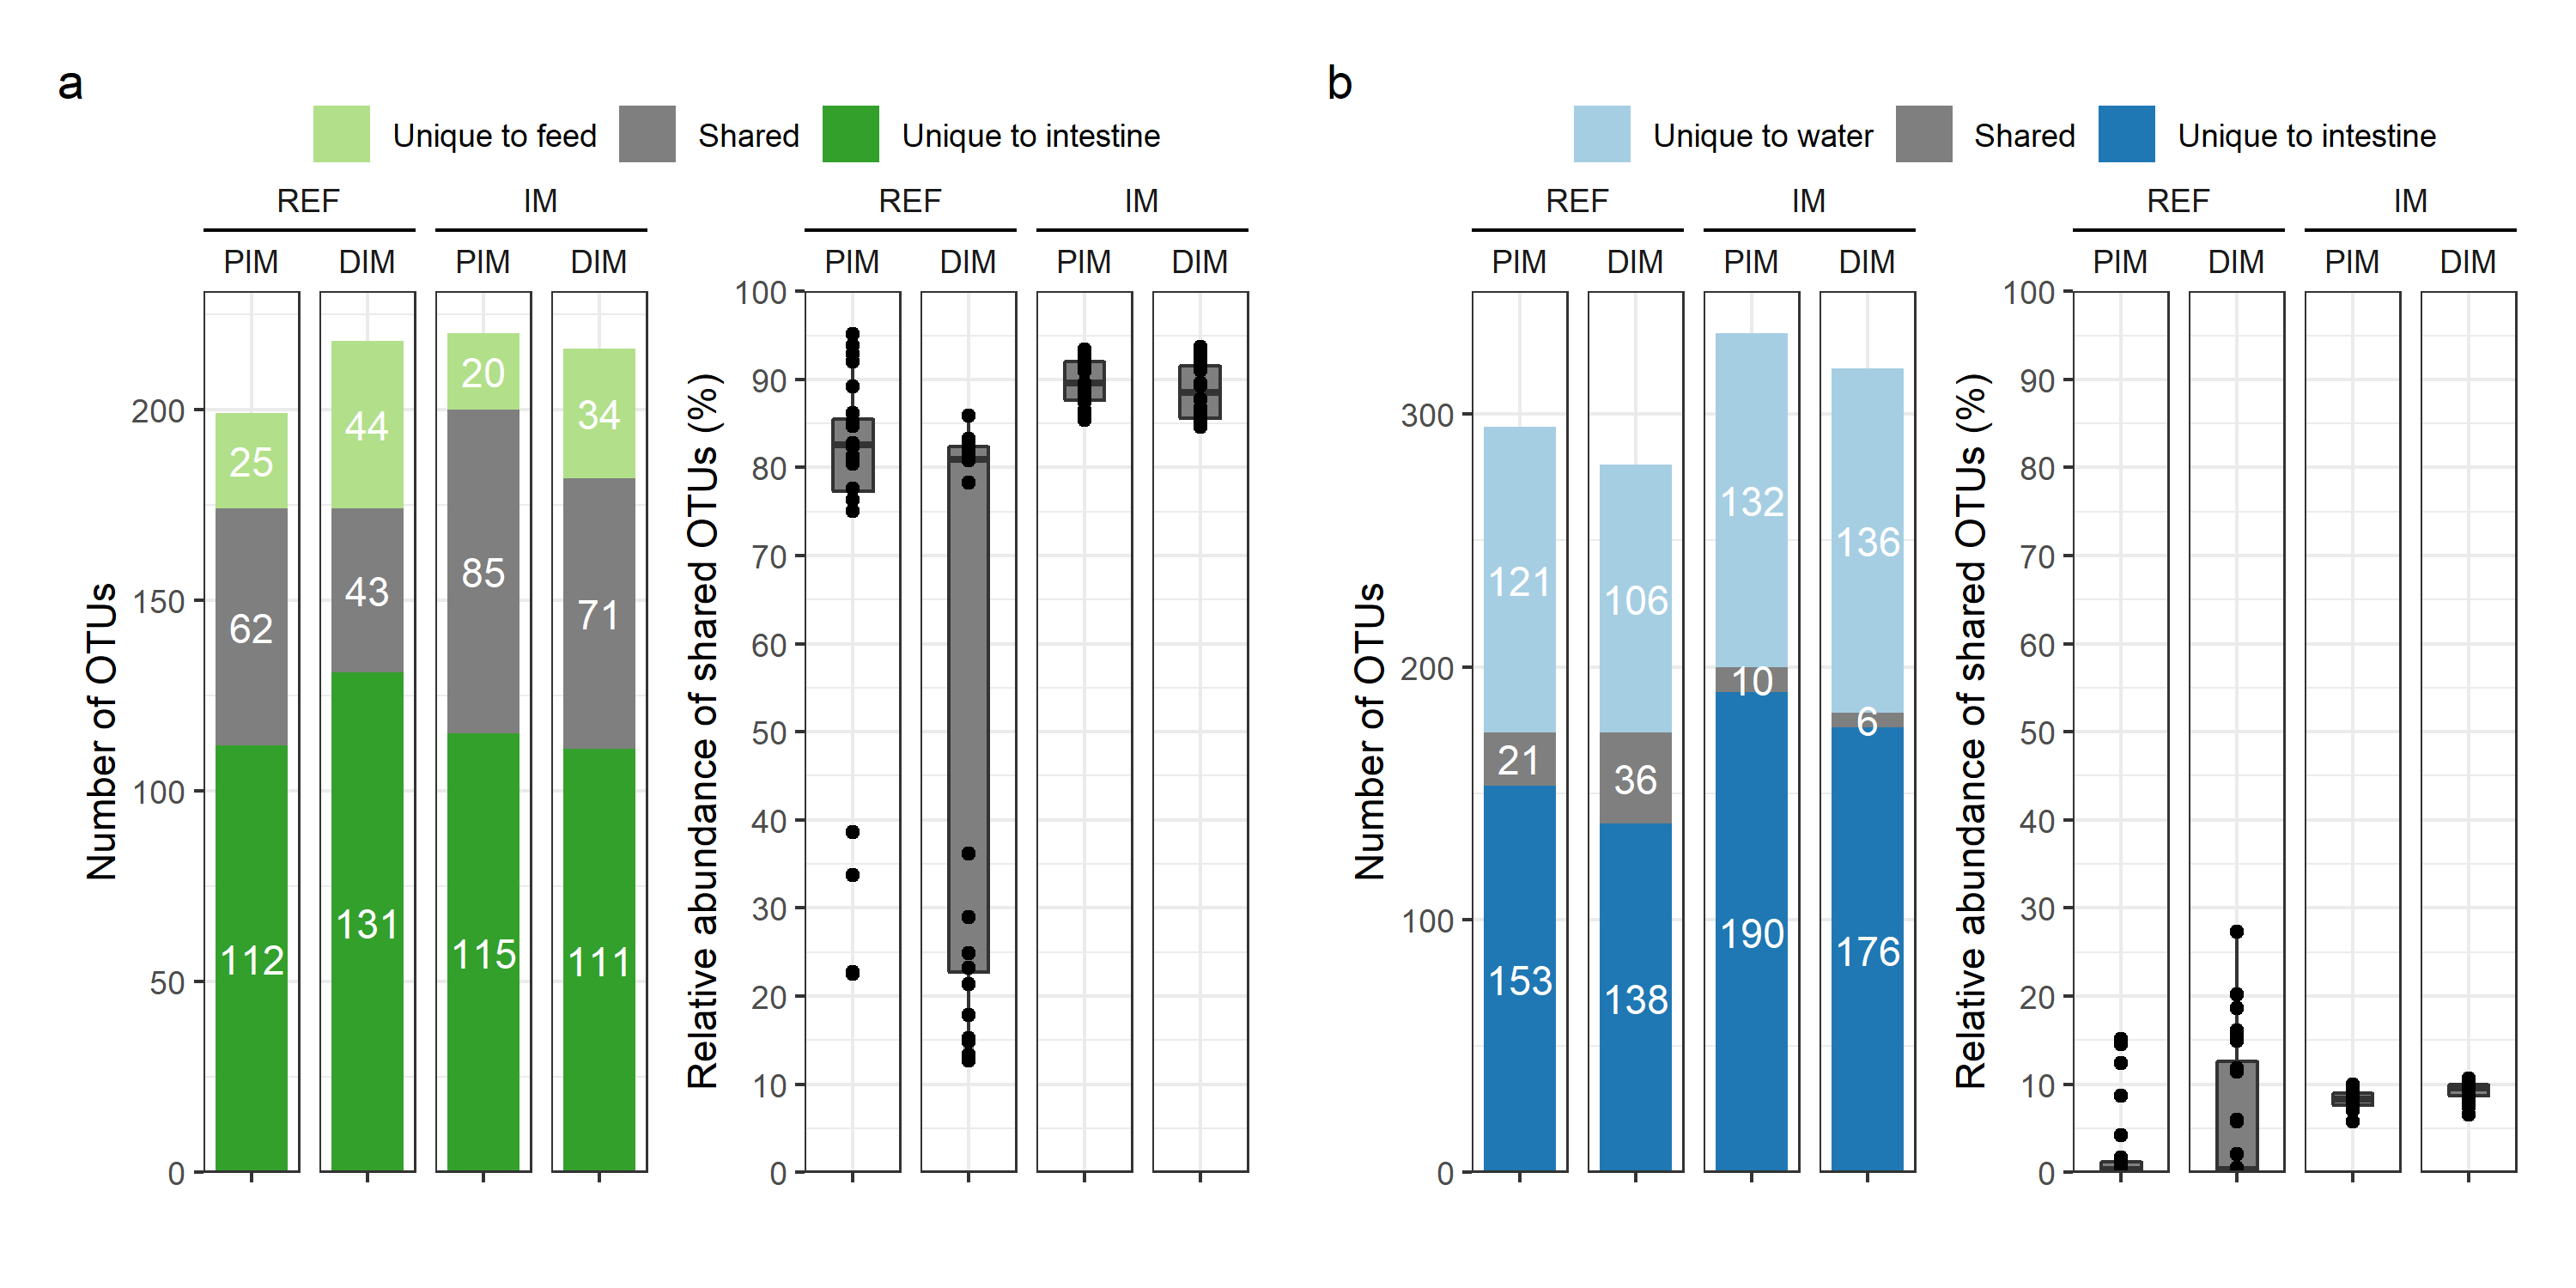 a
Unique to feed Shared Unique to intestine
REF IM
PIM DIM PIM DIM
Number of OTUs
200
150
100
50
0
25 44 20 34
62 43 85 71
112 131 115 111
REF IM
PIM DIM PIM DIM
Relative abundance of shared OTUs (%)
100
90
80
70
60
50
40
30
20
10
0
b
Unique to water Shared Unique to intestine
REF IM
PIM DIM PIM DIM
Number of OTUs
300
200
100
0
121 106 132 136
21 36 10 6
153 138 190 176
REF IM
PIM DIM PIM DIM
Relative abundance of shared OTUs (%)
100
90
80
70
60
50
40
30
20
10
0